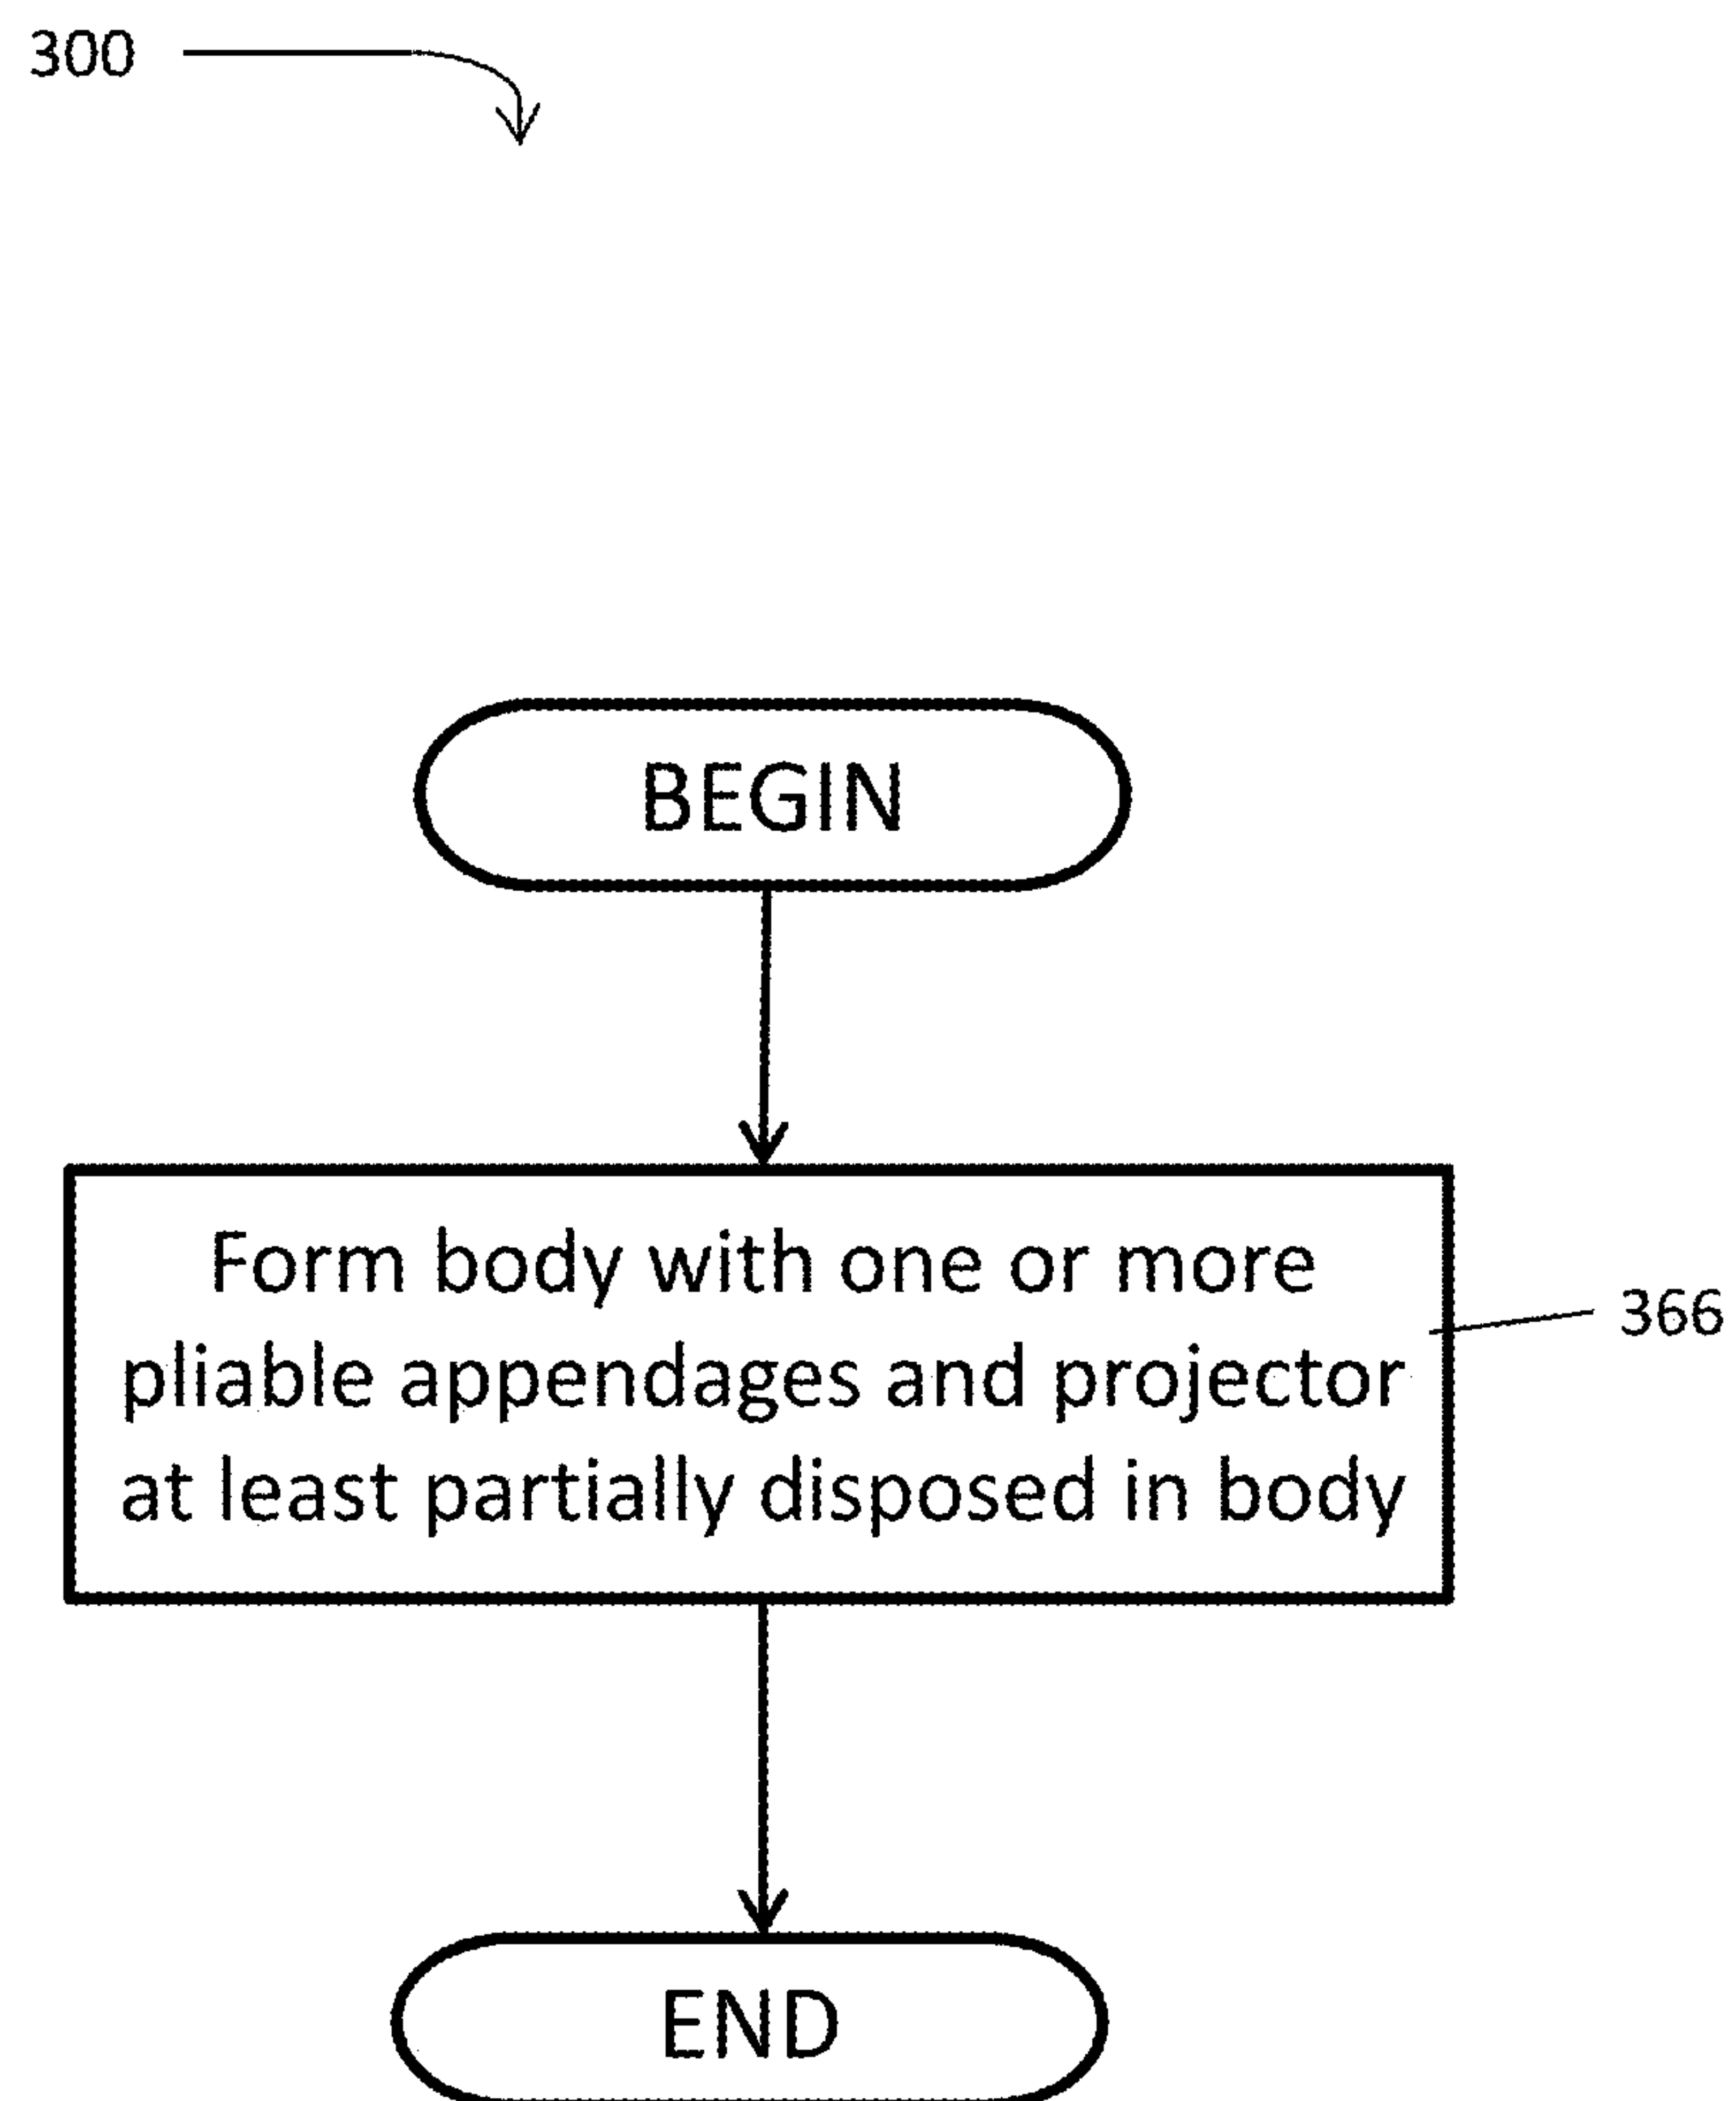 300
BEGIN
Form body with one or more
pliable appendages and projector
at least partially disposed in body
366
END